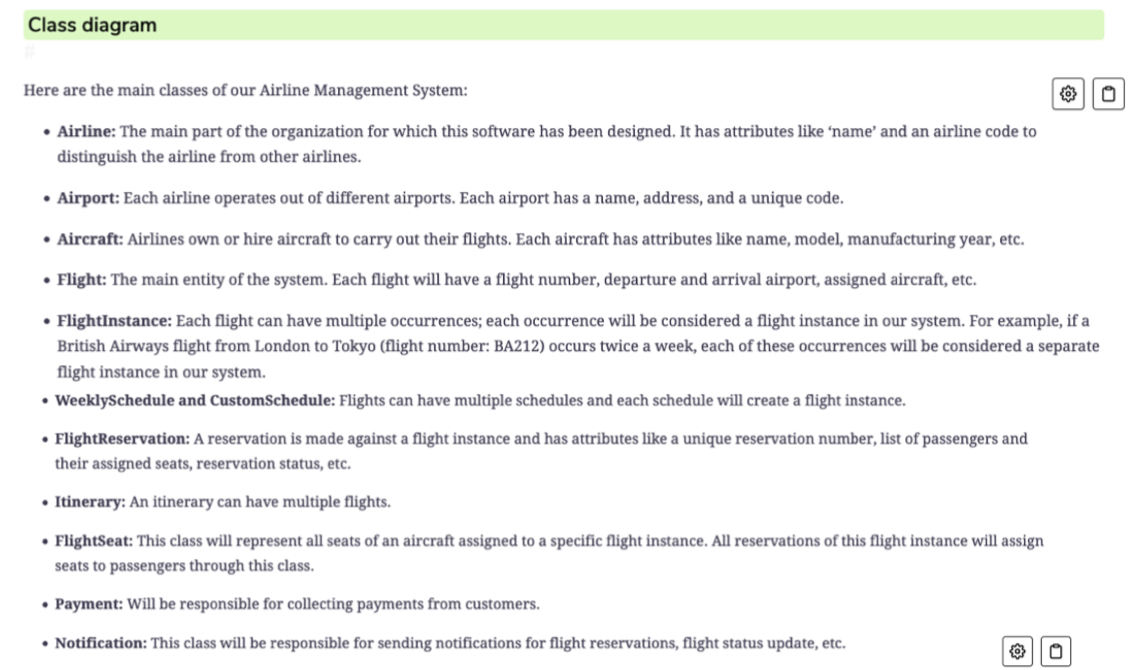 Class diagram
#
Here are the main classes of our Airline Management System:
• Airline: The main part of the organization for which this software has been designed. It has attributes like ‘name’ and an airline code to
distinguish the airline from other airlines.
• Airport: Each airline operates out of different airports. Each airport has a name, address, and a unique code.
• Aircraft: Airlines own or hire aircraft to carry out their flights. Each aircraft has attributes like name, model, manufacturing year, etc.
• Flight: The main entity of the system. Each flight will have a flight number, departure and arrival airport, assigned aircraft, etc.
• FlightInstance: Each flight can have multiple occurrences; each occurrence will be considered a flight instance in our system. For example, if a
British Airways flight from London to Tokyo (flight number: BA212) occurs twice a week, each of these occurrences will be considered a separate
flight instance in our system.
• WeeklySchedule and CustomSchedule: Flights can have multiple schedules and each schedule will create a flight instance.
• FlightReservation: A reservation is made against a flight instance and has attributes like a unique reservation number, list of passengers and
their assigned seats, reservation status, etc.
• Itinerary: An itinerary can have multiple flights.
• FlightSeat: This class will represent all seats of an aircraft assigned to a specific flight instance. All reservations of this flight instance will assign
seats to passengers through this class.
• Payment: Will be responsible for collecting payments from customers.
• Notification: This class will be responsible for sending notifications for flight reservations, flight status update, etc.